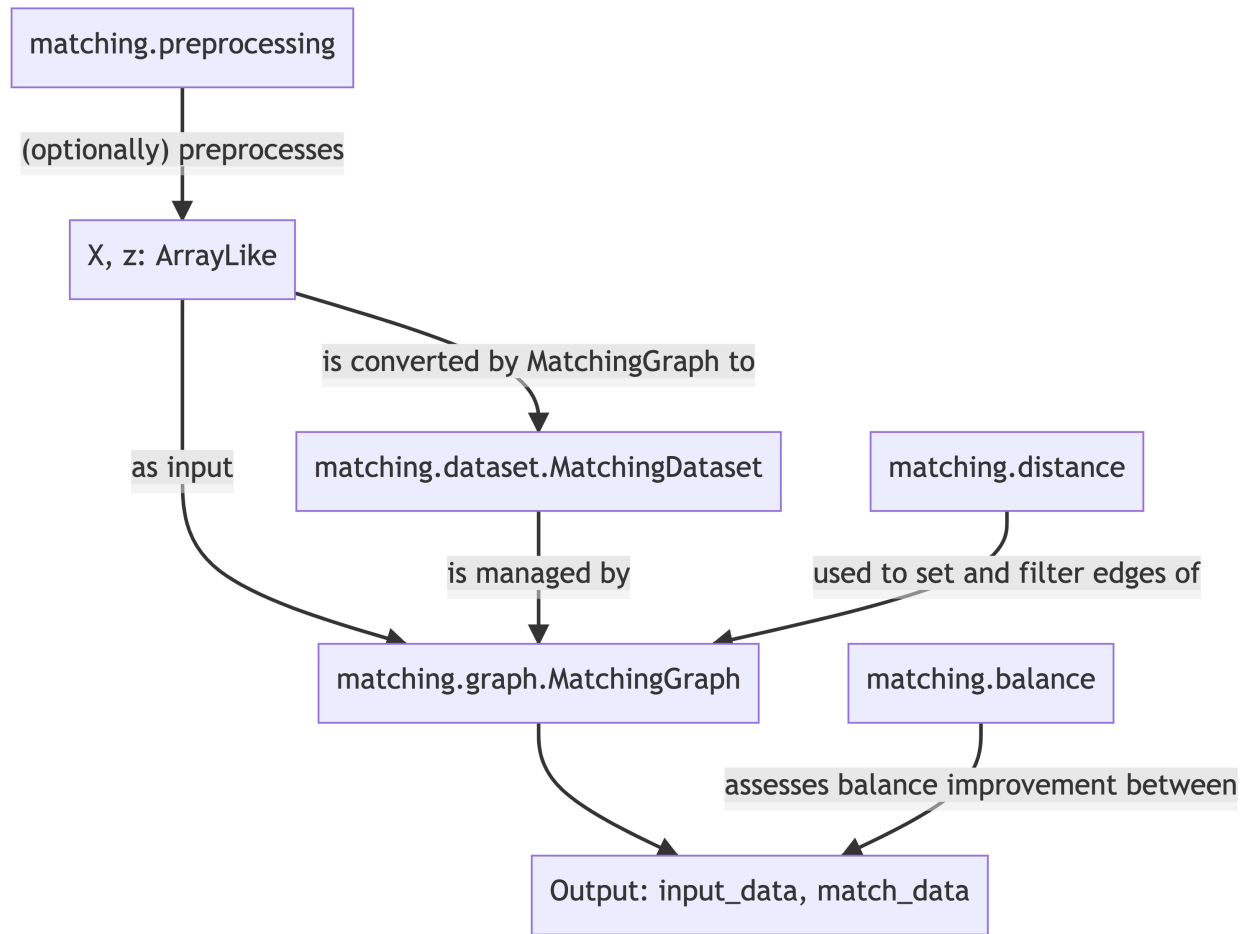 matching.preprocessing
(optionally) preprocesses
X, z: ArrayLike
is converted by MatchingGraph to
as input
matching.dataset.MatchingDataset
matching.distance
is managed by
used to set and filter edges of
matching.graph.MatchingGraph
matching.balance
assesses balance improvement between
Output: input_data, match_data